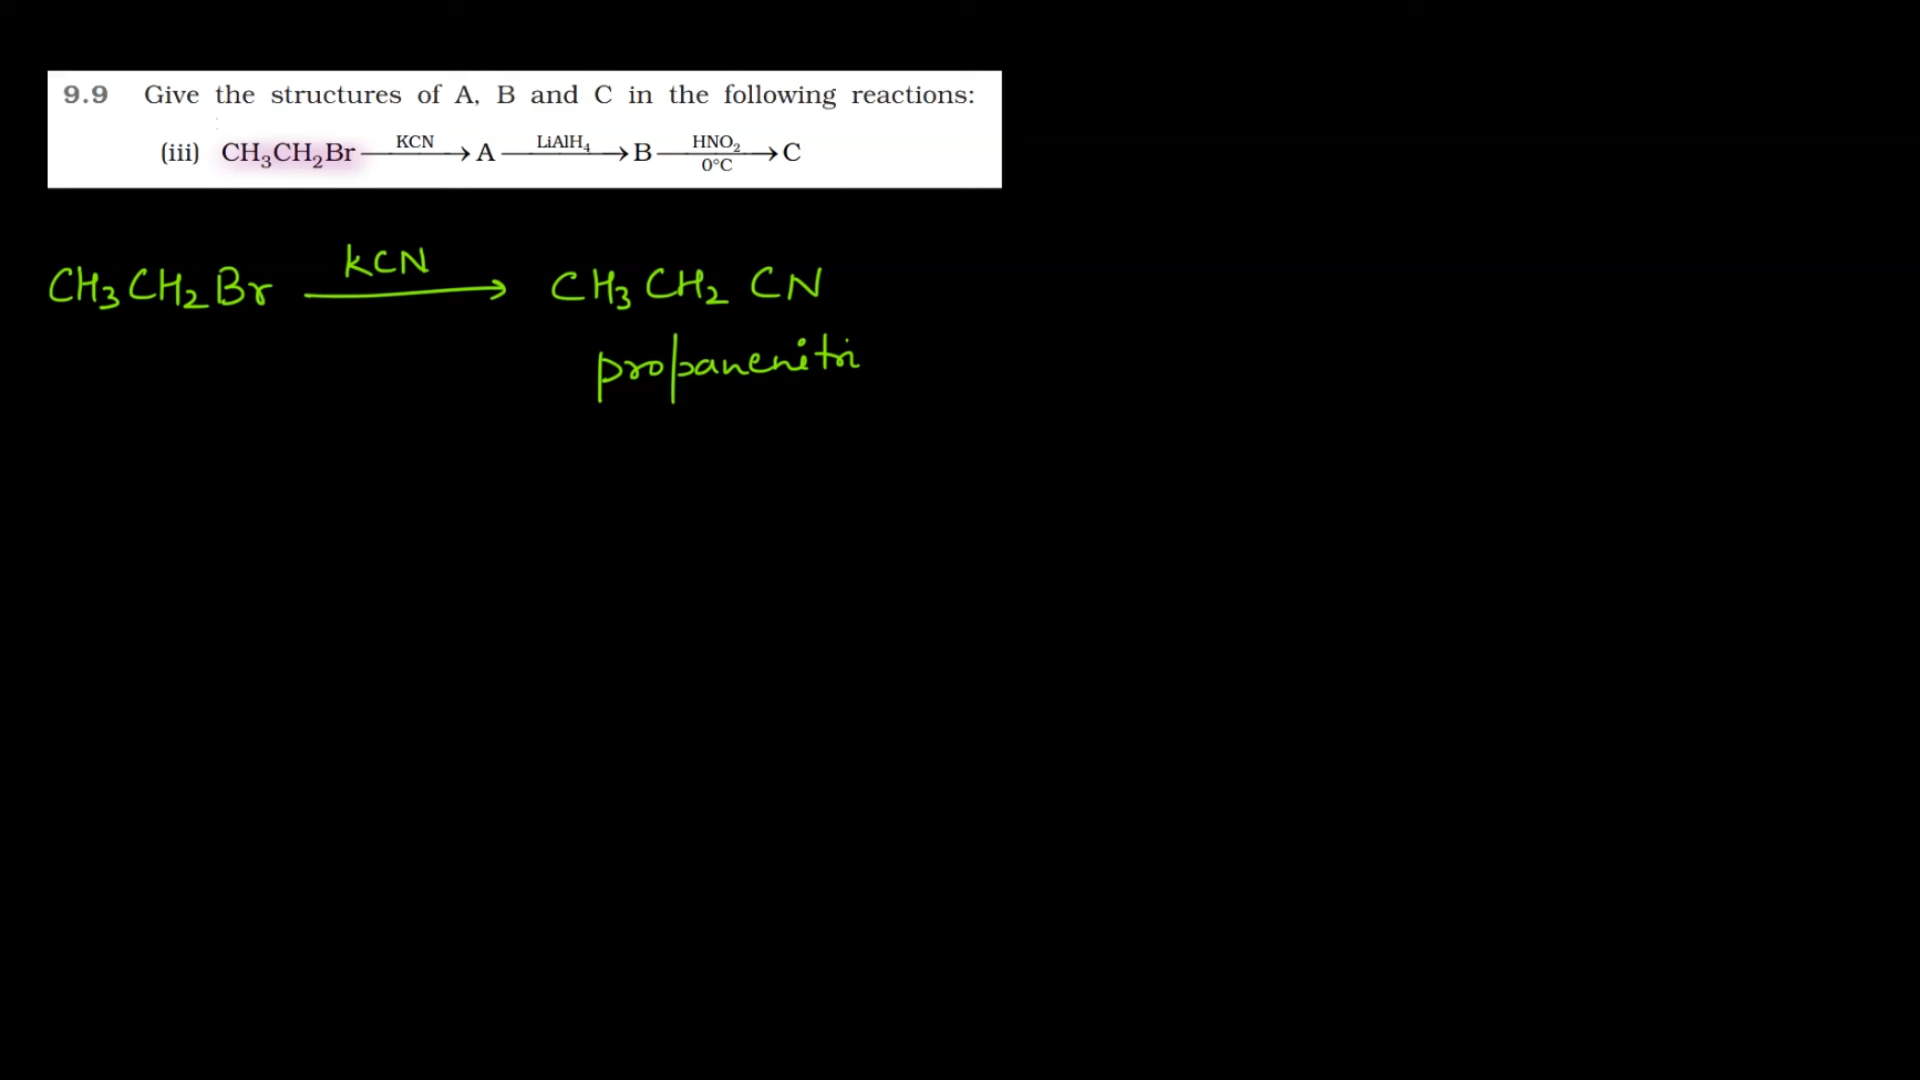 9.9 Give the structures of A, B and C in the following reactions:
(iii) CH₃CH₂Br —KCN→ A —LiAlH₄→ B —HNO₂ 0°C→ C
CH₃CH₂Br —kCN→ CH₃CH₂CN
propanenitri